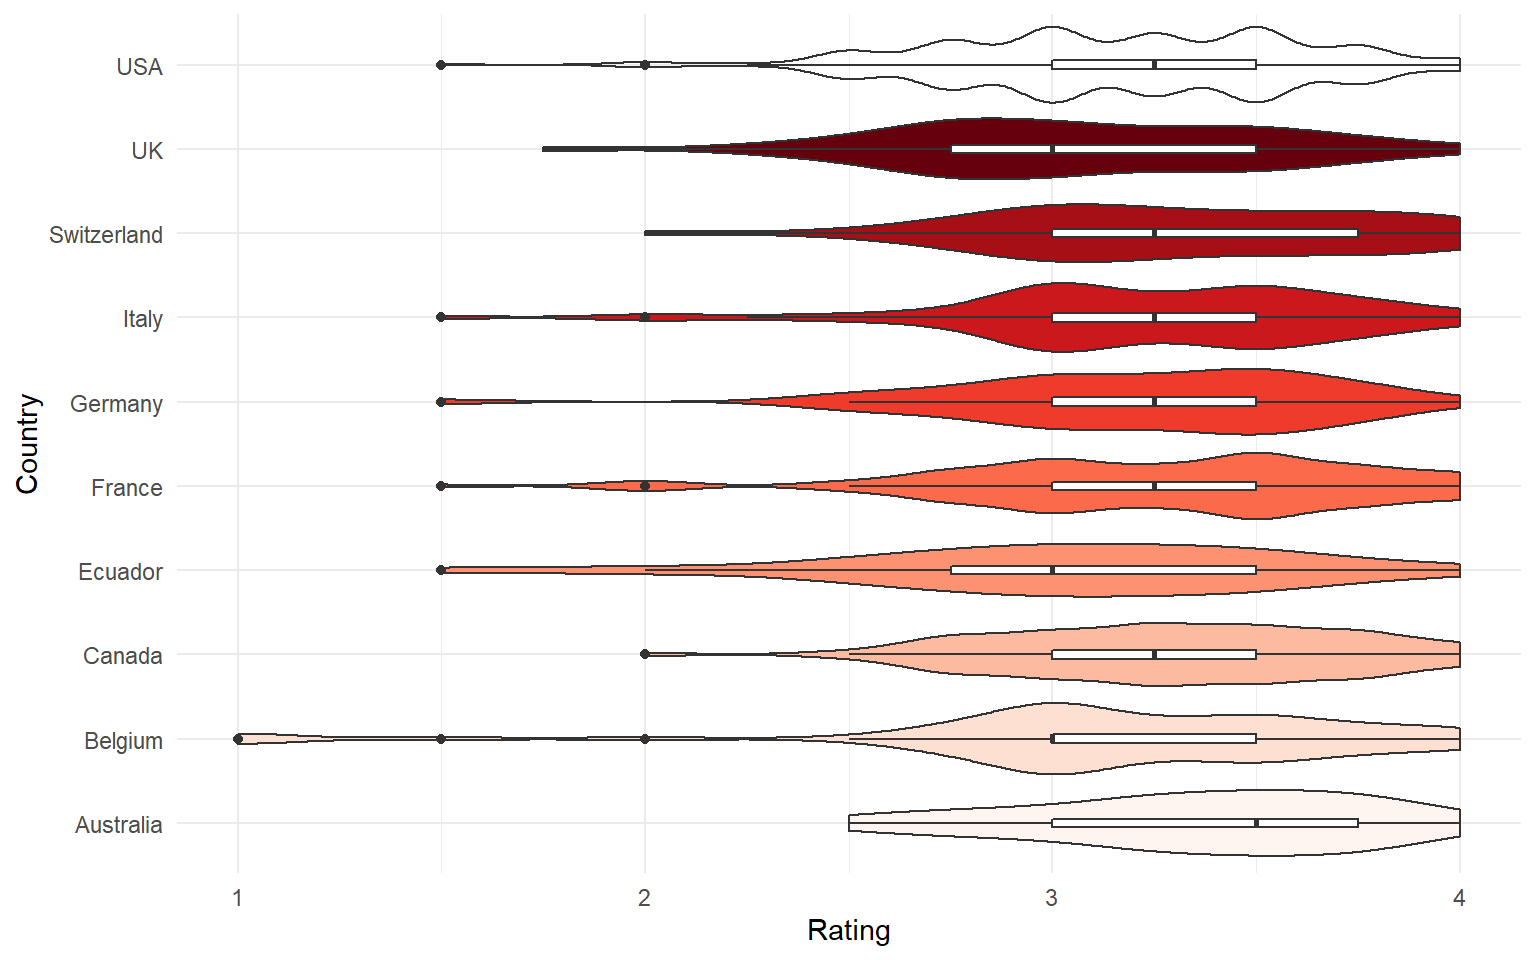 USA
UK
Switzerland
Italy
Germany
France
Ecuador
Canada
Belgium
Australia
Country
1 2 3 4
Rating